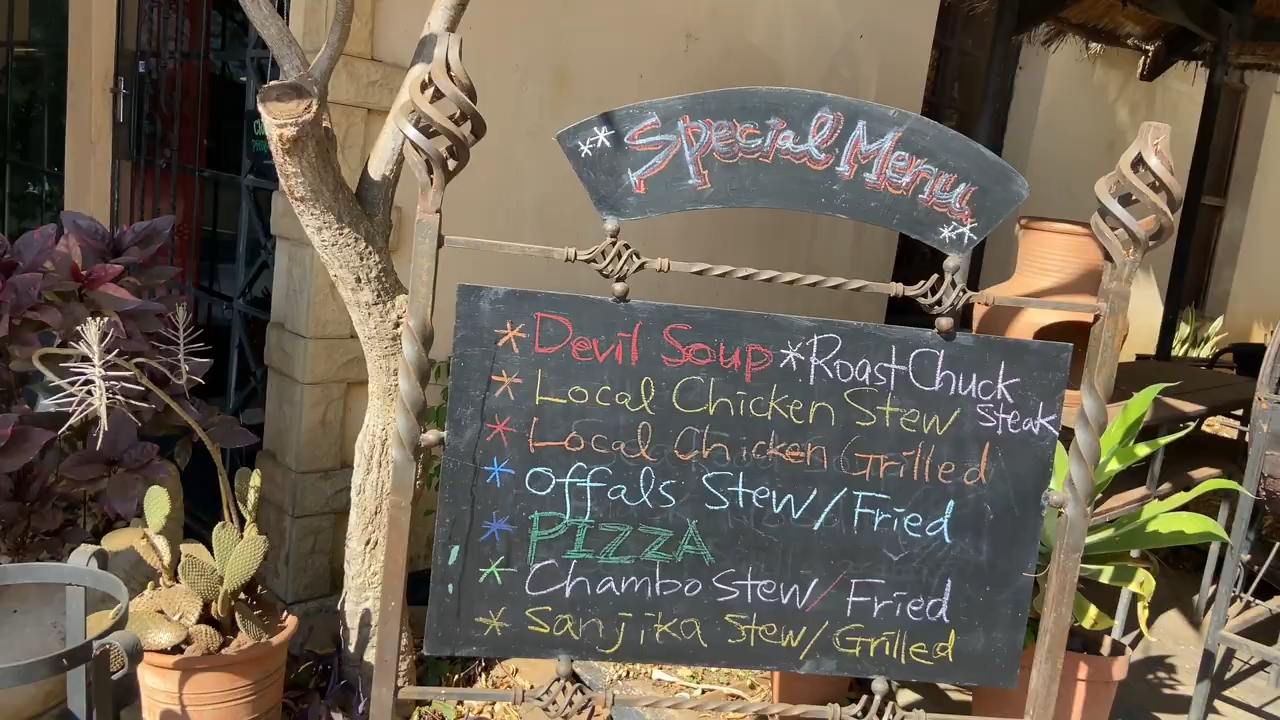 ** Special Menu **
* Devil Soup * Roast Chuck Steak
* Local Chicken Stew
* Local Chicken Grilled
* Offals Stew/Fried
* PIZZA
* Chambo Stew/Fried
* Sanjika Stew/Grilled